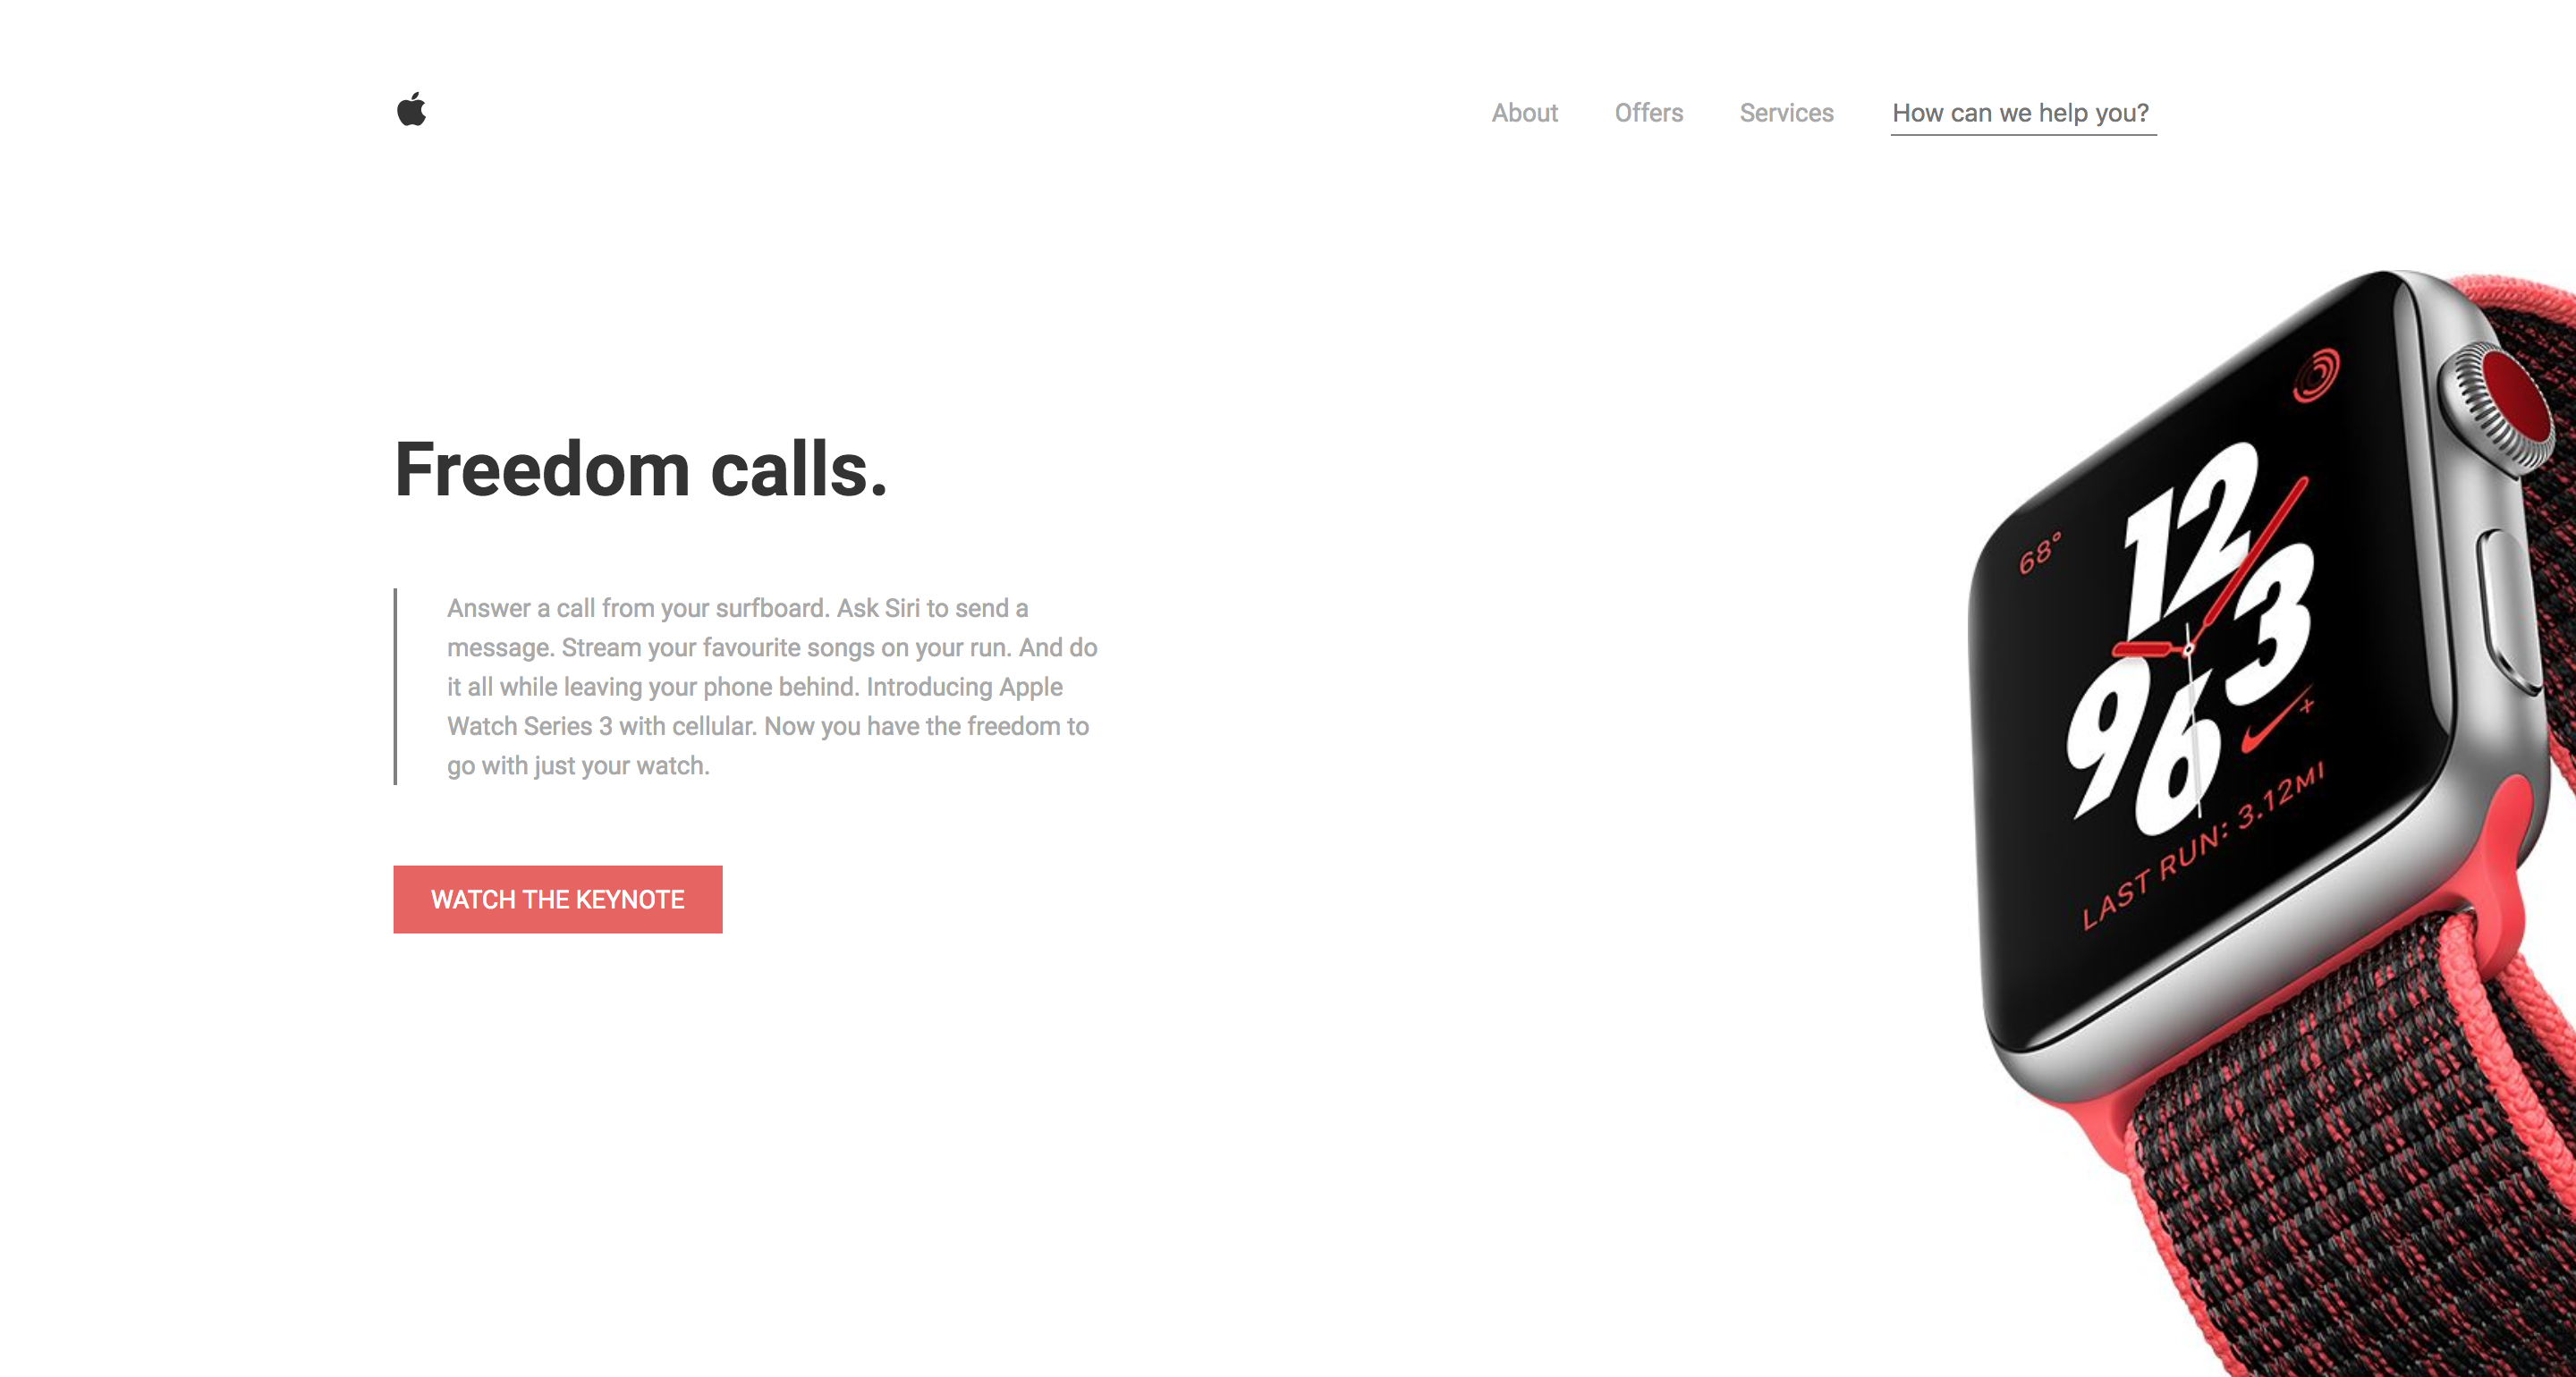 About Offers Services How can we help you?
Freedom calls.
Answer a call from your surfboard. Ask Siri to send a
message. Stream your favourite songs on your run. And do
it all while leaving your phone behind. Introducing Apple
Watch Series 3 with cellular. Now you have the freedom to
go with just your watch.
WATCH THE KEYNOTE
68°
12
3
9
6
LAST RUN: 3.12MI